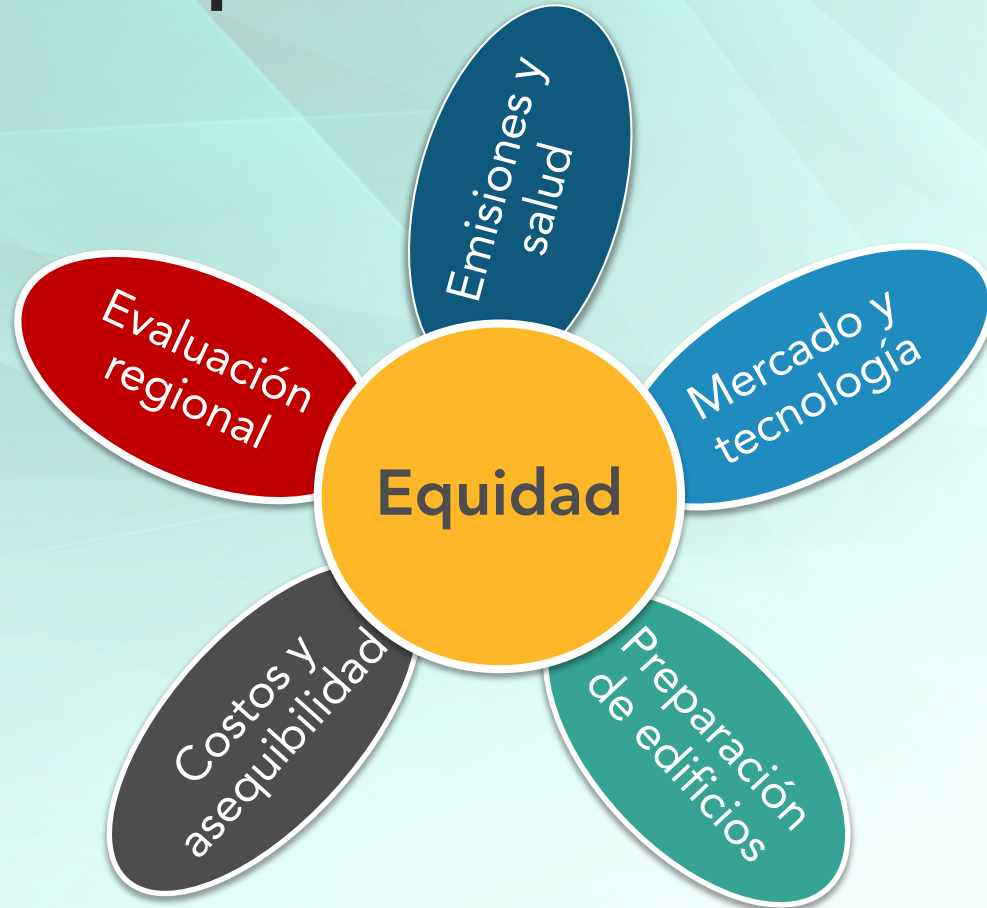 Emisiones y
salud
Evaluación
regional
Mercado y
tecnología
Equidad
Costos y
asequibilidad
Preparación
de edificios